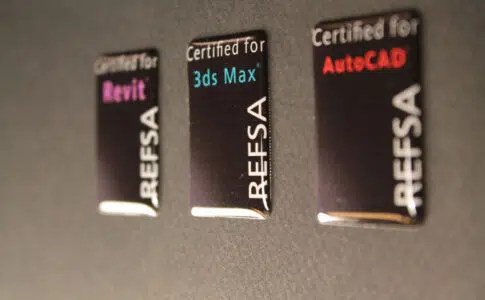 Certified for
Revit
REFSA
Certified for
3ds Max®
REFSA
Certified for
AutoCAD
REFSA